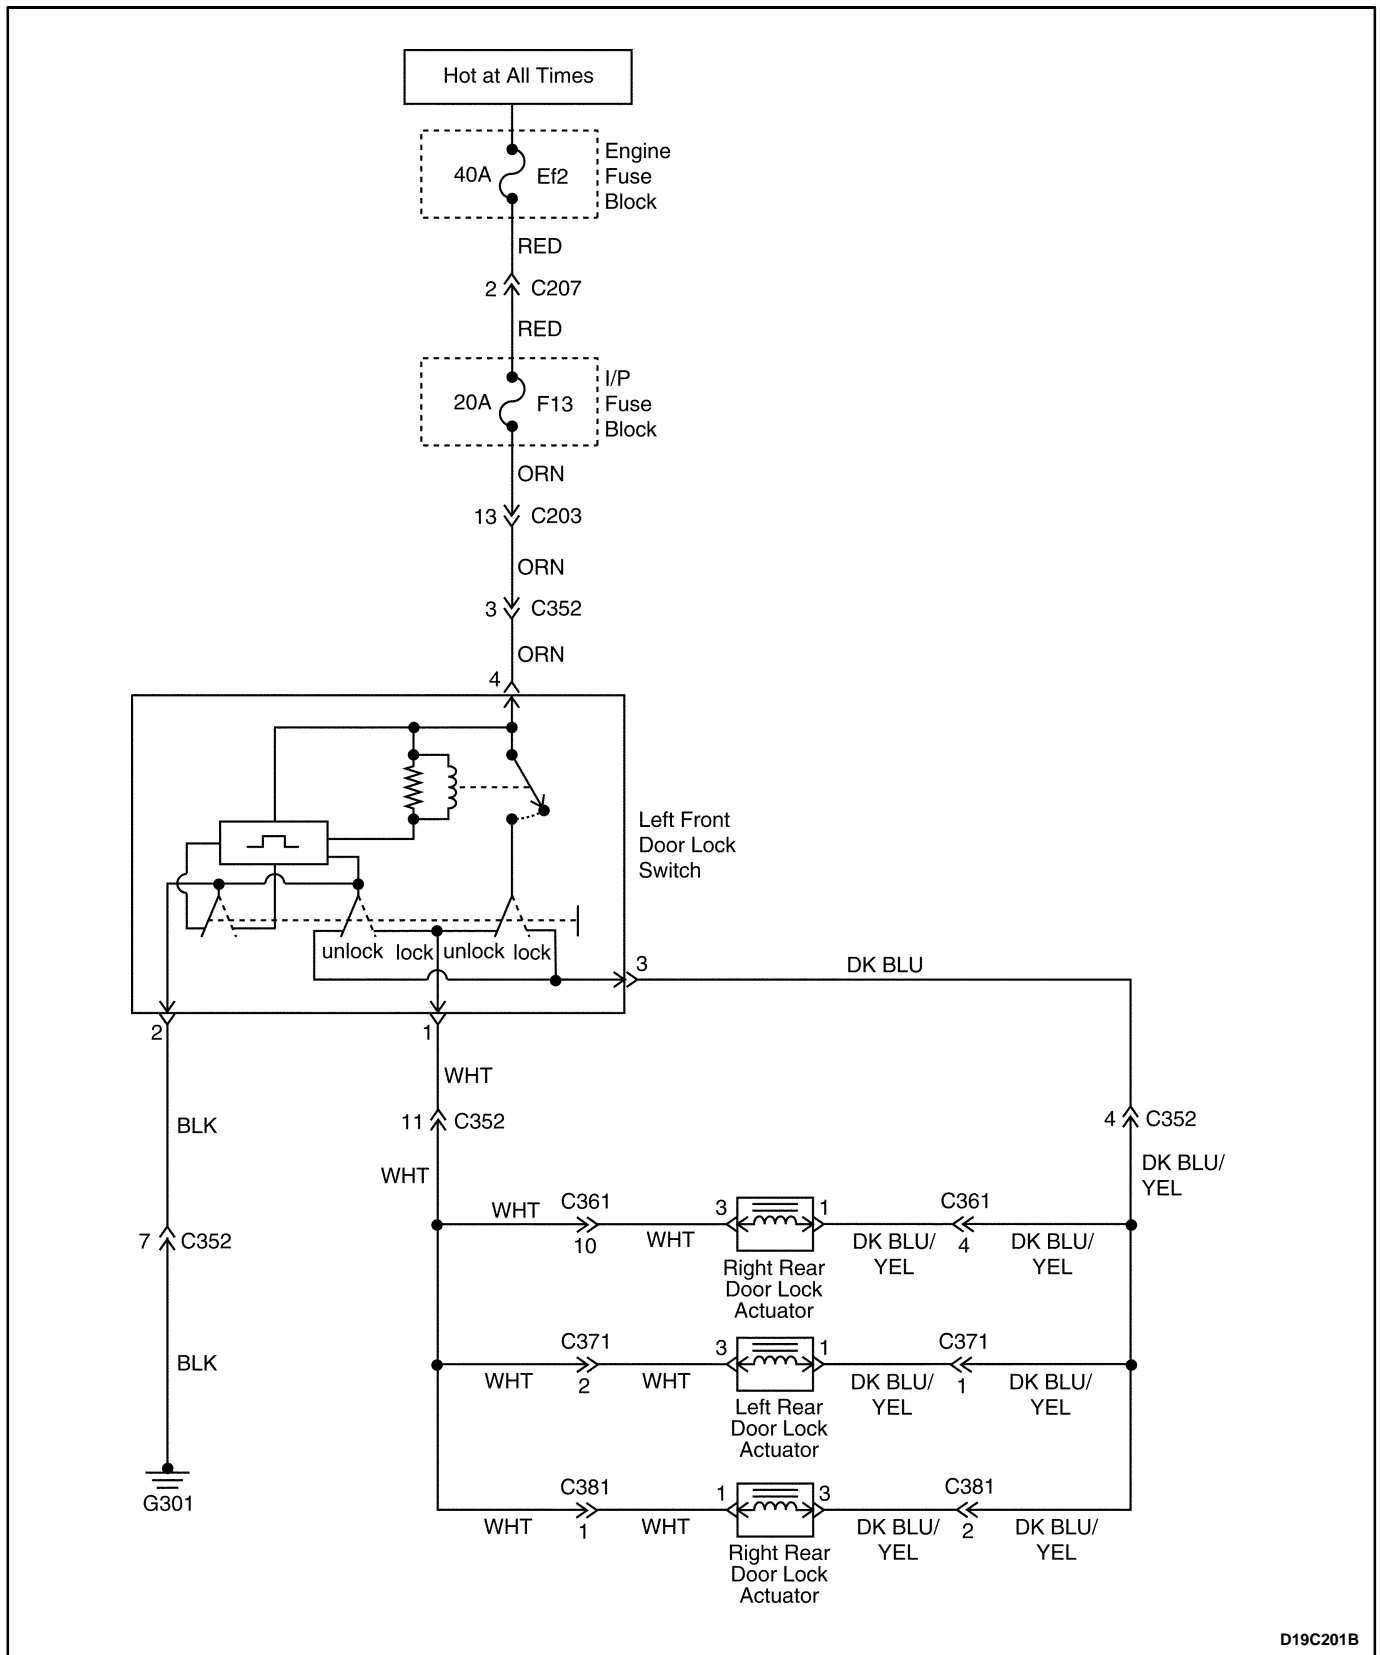 Hot at All Times
40A
Ef2
Engine
Fuse
Block
RED
2
C207
RED
20A
F13
I/P
Fuse
Block
ORN
13
C203
ORN
3
C352
ORN
4
Left Front
Door Lock
Switch
unlock
lock
unlock
lock
3
DK BLU
2
1
WHT
BLK
11
C352
4
C352
WHT
DK BLU/
YEL
WHT
C361
10
WHT
3
1
Right Rear
Door Lock
Actuator
DK BLU/
YEL
C361
4
DK BLU/
YEL
7
C352
BLK
WHT
C371
2
WHT
3
1
Left Rear
Door Lock
Actuator
DK BLU/
YEL
C371
1
DK BLU/
YEL
G301
WHT
C381
1
WHT
1
3
Right Rear
Door Lock
Actuator
DK BLU/
YEL
C381
2
DK BLU/
YEL
D19C201B